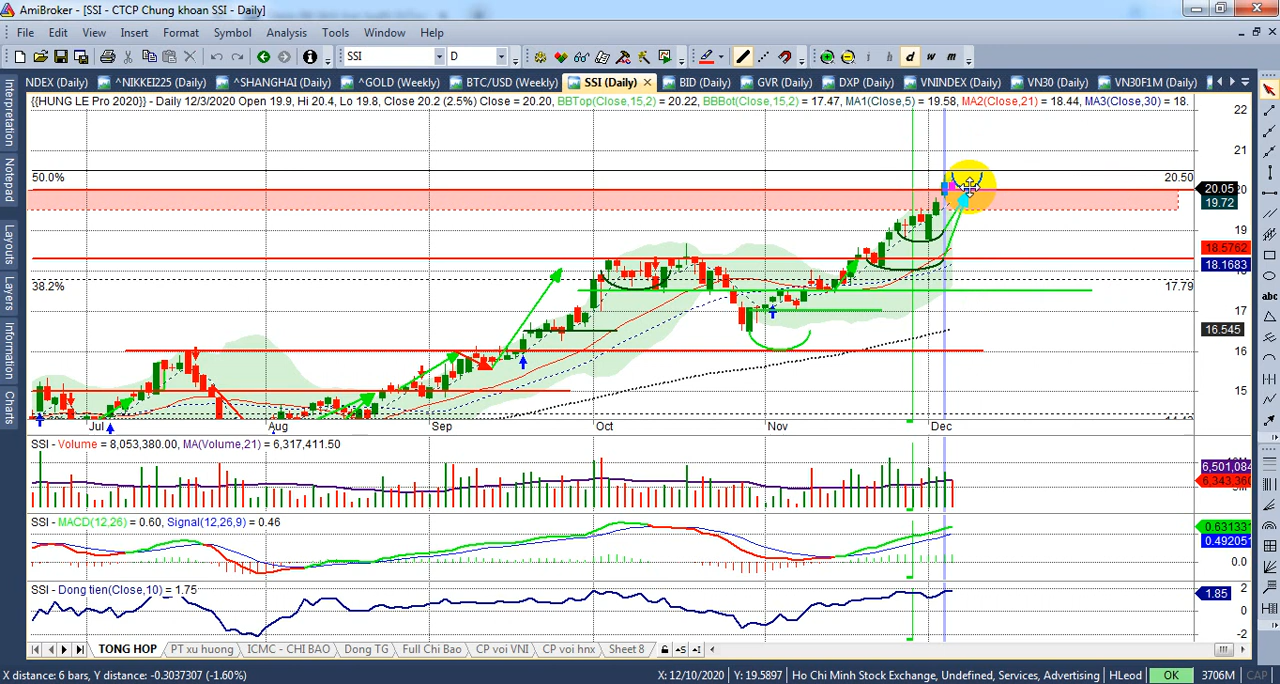 AmiBroker - [SSI - CTCP Chung khoan SSI - Daily]
File Edit View Insert Format Symbol Analysis Tools Window Help
SSI D i h d w m
NDEX (Daily) ^NIKKEI225 (Daily) ^SHANGHAI (Daily) ^GOLD (Weekly) BTC/USD (Weekly) SSI (Daily) BID (Daily) GVR (Daily) DXP (Daily) VNINDEX (Daily) VN30 (Daily) VN30F1M (Daily)
{{HUNG LE Pro 2020}} - Daily 12/3/2020 Open 19.9, Hi 20.4, Lo 19.8, Close 20.2 (2.5%) Close = 20.20, BBTop(Close,15,2) = 20.22, BBBot(Close,15,2) = 17.47, MA1(Close,5) = 19.58, MA2(Close,21) = 18.44, MA3(Close,30) = 18.
Interpretation
Notepad
Layouts
Layers
Information
Charts
abc
22
21
50.0% 20.50
20.05 20
19.72
19
18.5762
18.1683
38.2% 17.79
17
16.545
16
15
Jul Aug Sep Oct Nov Dec
SSI - Volume = 8,053,380.00, MA(Volume,21) = 6,317,411.50
6,501,084
6,343,360
SSI - MACD(12,26) = 0.60, Signal(12,26,9) = 0.46
0.631331
0.492051
0.0
SSI - Dong tien(Close,10) = 1.75
2
1.85
0
-2
TONG HOP PT xu huong ICMC - CHI BAO Dong TG Full Chi Bao CP voi VNI CP voi hnx Sheet 8
X distance: 6 bars, Y distance: -0.3037307 (-1.60%) X: 12/10/2020 Y: 19.5897 Ho Chi Minh Stock Exchange, Undefined, Services, Advertising HLeod OK 3706M CAP